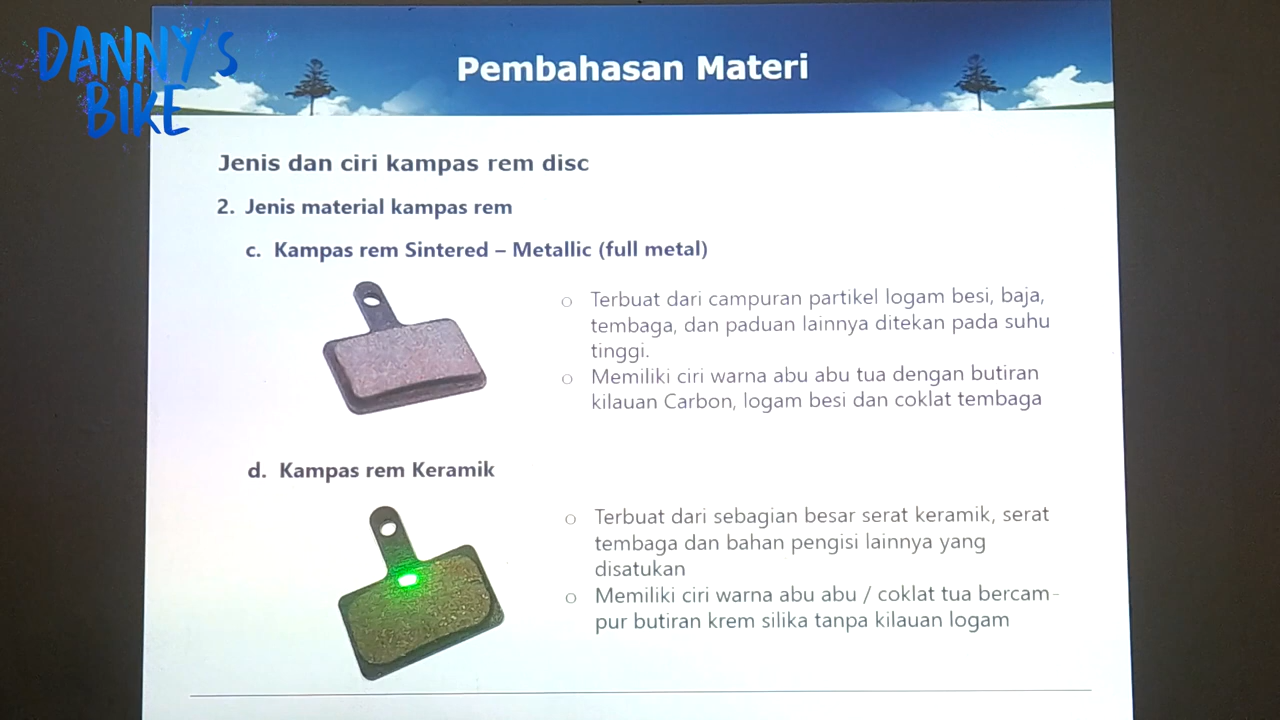 DANNY'S
BIKE
Pembahasan Materi
Jenis dan ciri kampas rem disc
2. Jenis material kampas rem
c. Kampas rem Sintered – Metallic (full metal)
o Terbuat dari campuran partikel logam besi, baja,
tembaga, dan paduan lainnya ditekan pada suhu
tinggi.
o Memiliki ciri warna abu abu tua dengan butiran
kilauan Carbon, logam besi dan coklat tembaga
d. Kampas rem Keramik
o Terbuat dari sebagian besar serat keramik, serat
tembaga dan bahan pengisi lainnya yang
disatukan
o Memiliki ciri warna abu abu / coklat tua bercam-
pur butiran krem silika tanpa kilauan logam